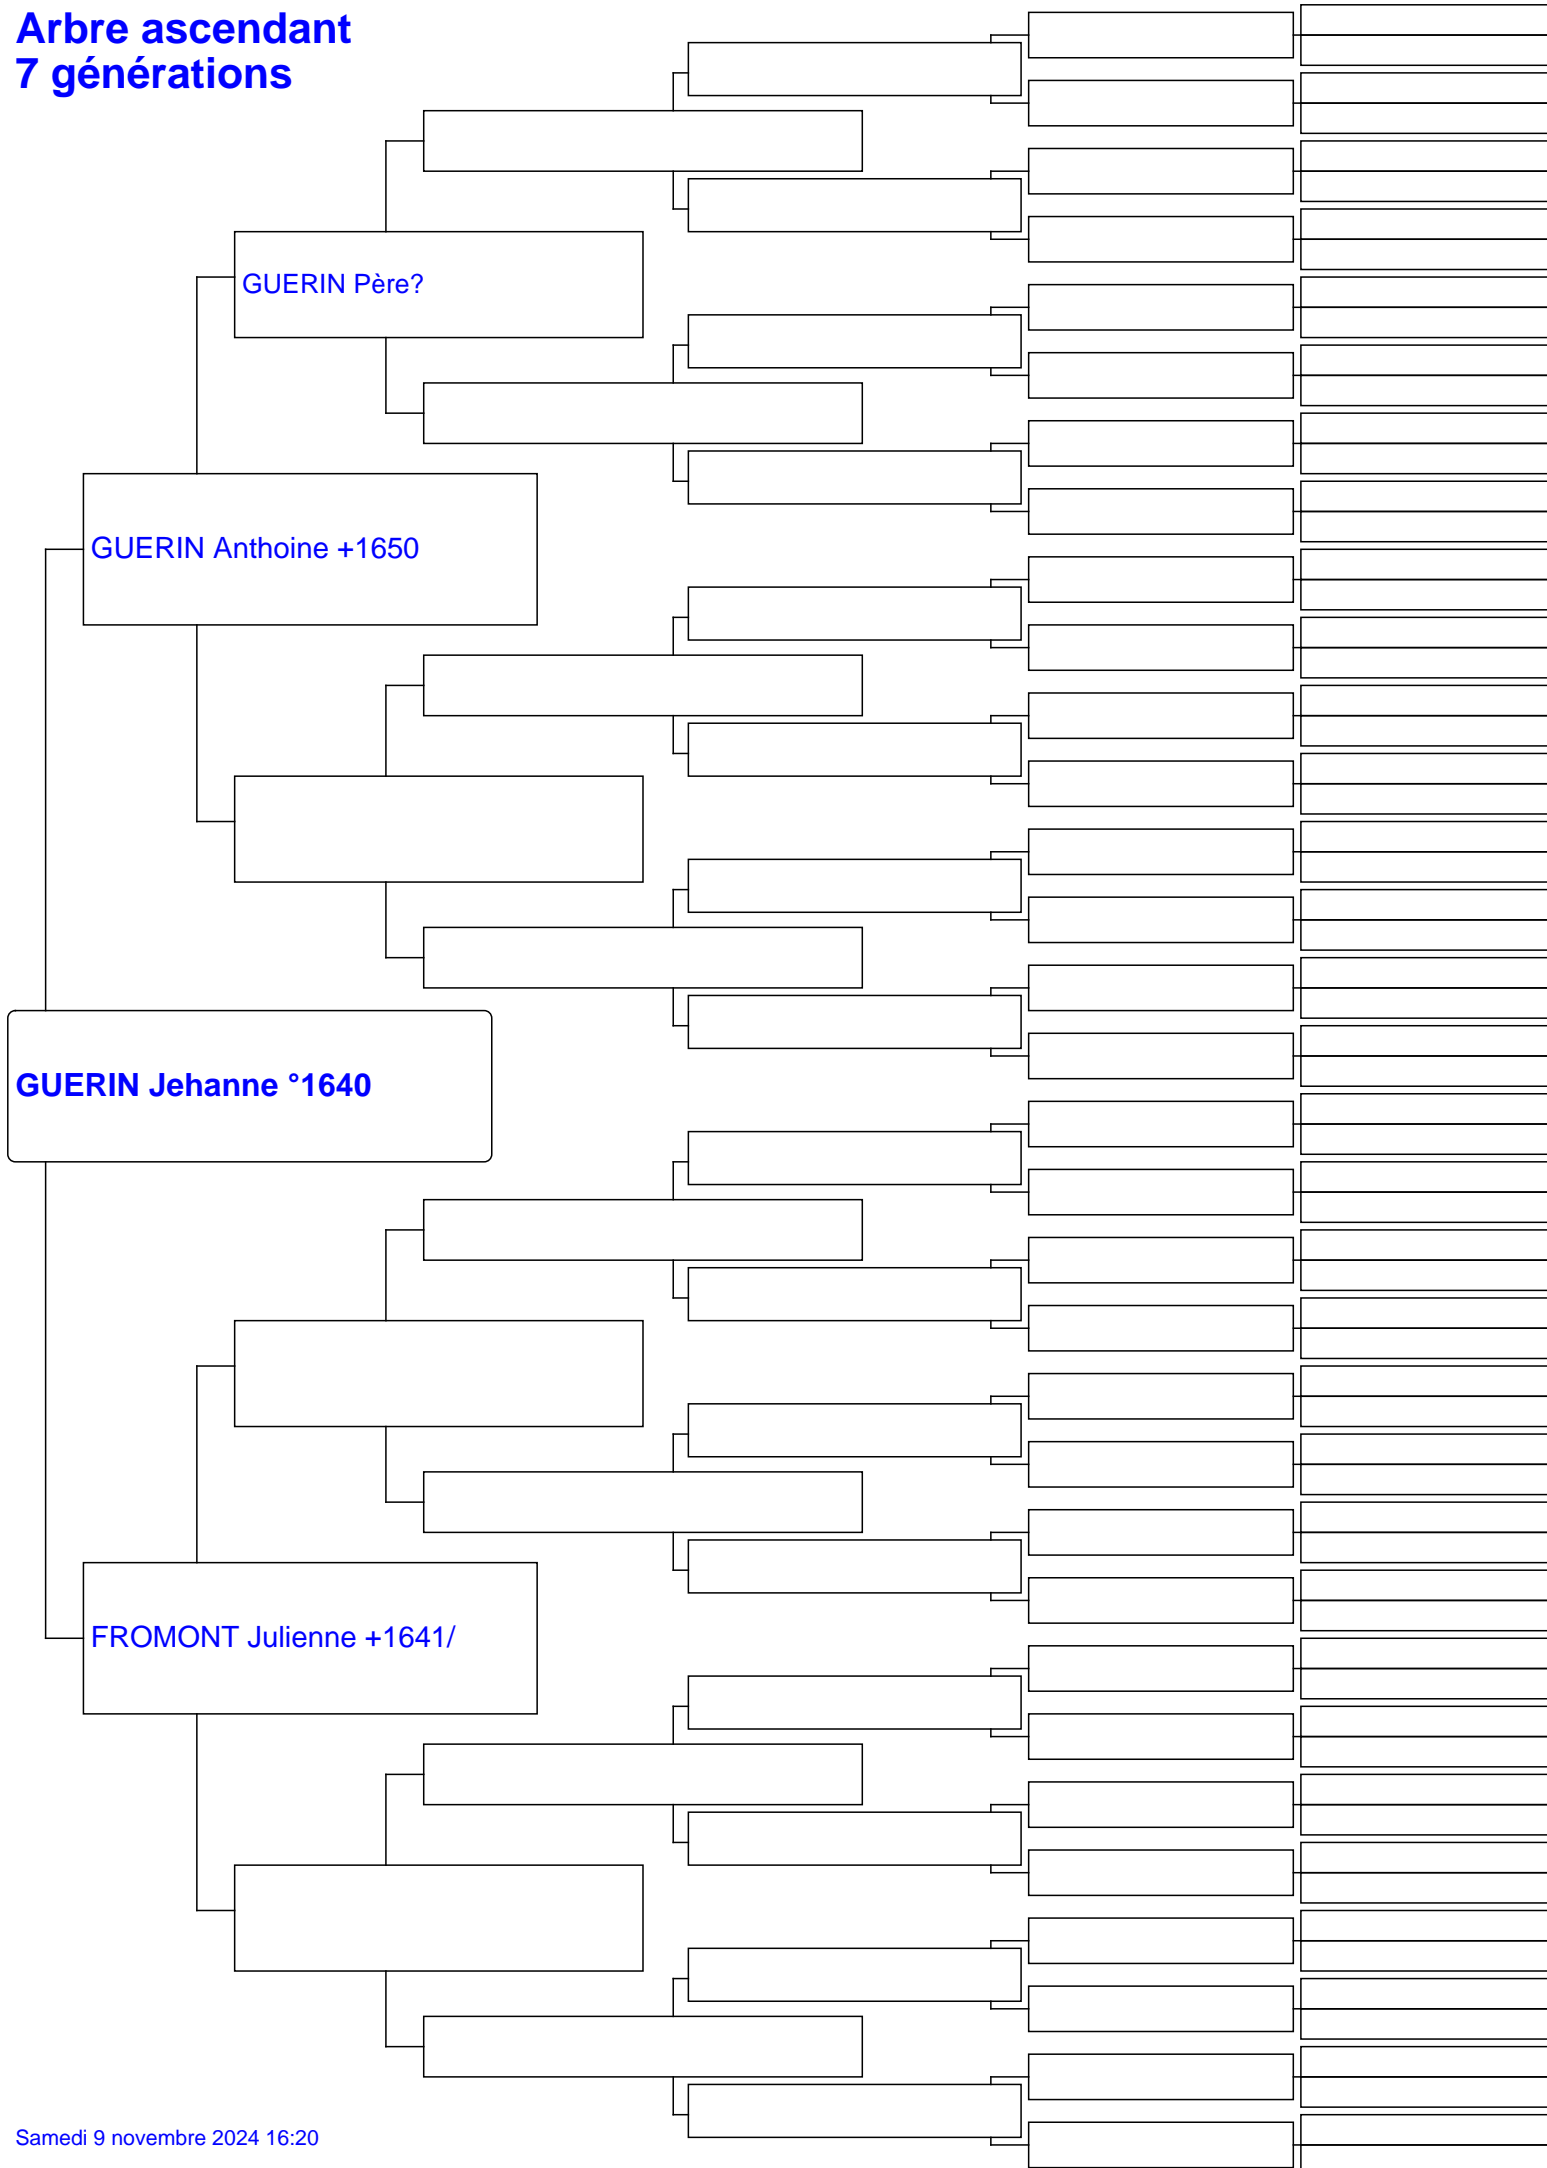 Arbre ascendant
7 générations
GUERIN Père?
GUERIN Anthoine +1650
GUERIN Jehanne °1640
FROMONT Julienne +1641/
Samedi 9 novembre 2024 16:20